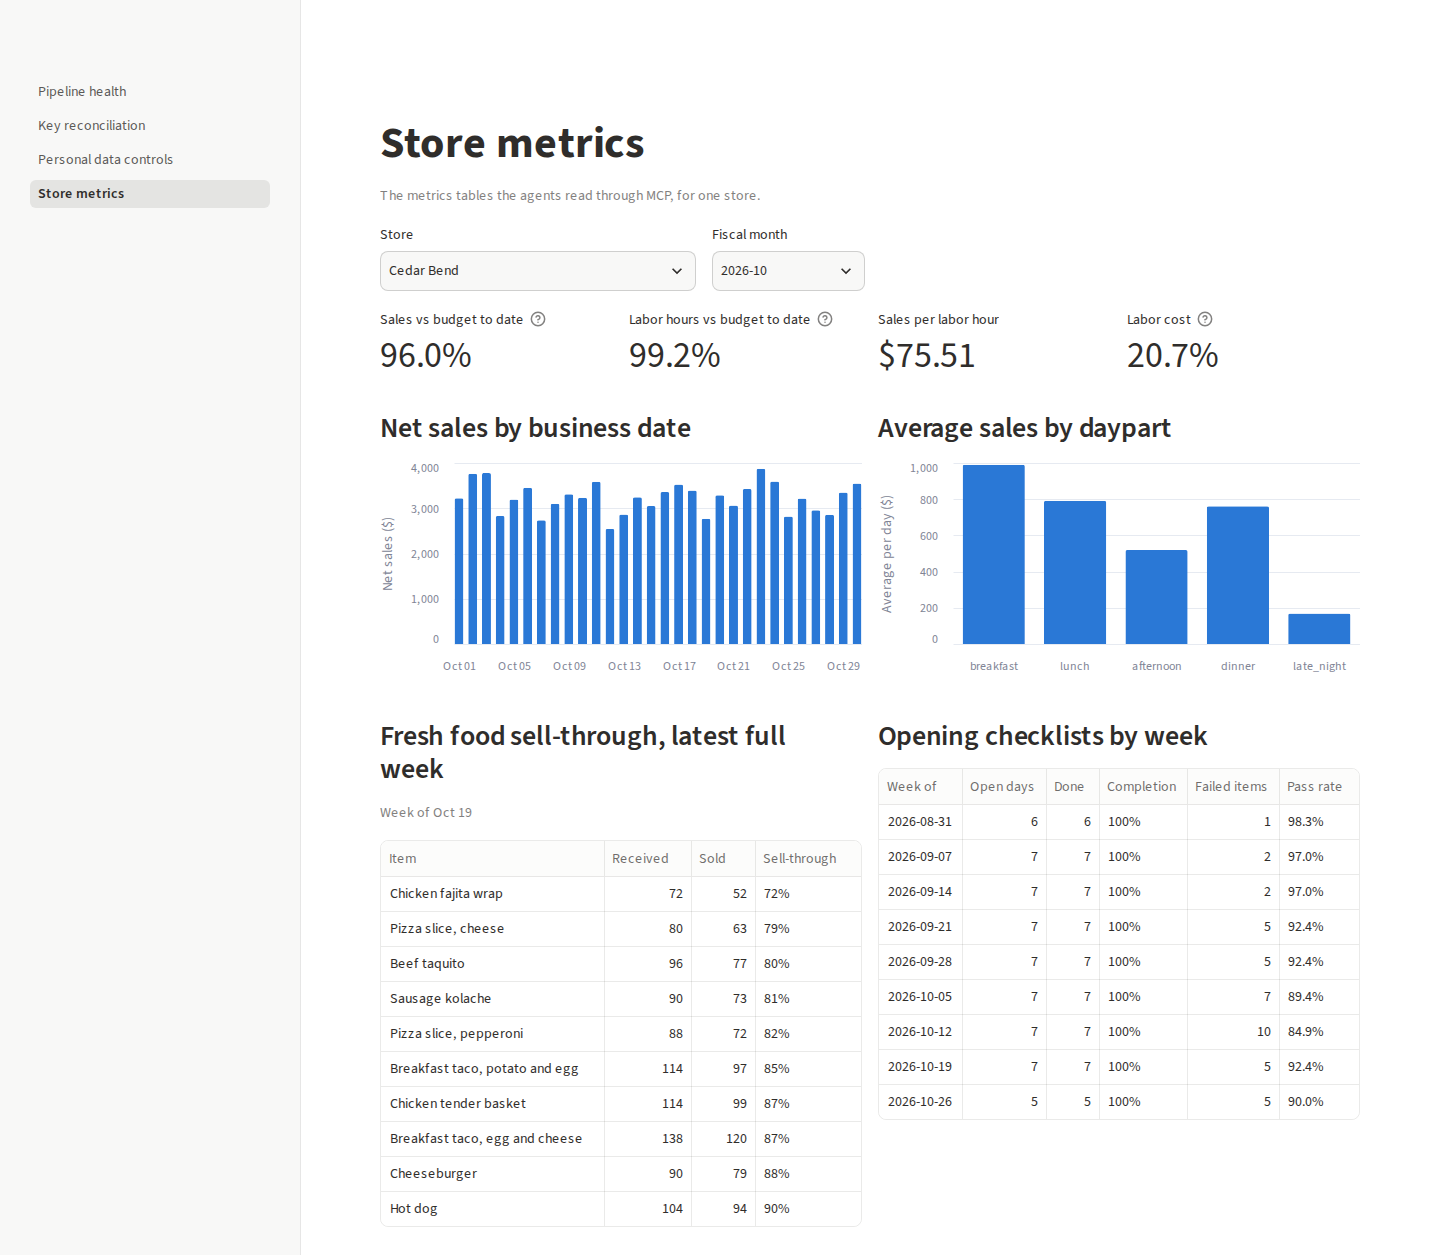 Pipeline health
Key reconciliation
Personal data controls
Store metrics
Store metrics
The metrics tables the agents read through MCP, for one store.
Store
Fiscal month
Cedar Bend
2026-10
Sales vs budget to date
Labor hours vs budget to date
Sales per labor hour
Labor cost
96.0%
99.2%
$75.51
20.7%
Net sales by business date
Net sales ($)
4,000
3,000
2,000
1,000
0
Oct 01 Oct 05 Oct 09 Oct 13 Oct 17 Oct 21 Oct 25 Oct 29
Average sales by daypart
Average per day ($)
1,000
800
600
400
200
0
breakfast lunch afternoon dinner late_night
Fresh food sell-through, latest full
week
Week of Oct 19
Item Received Sold Sell-through
Chicken fajita wrap 72 52 72%
Pizza slice, cheese 80 63 79%
Beef taquito 96 77 80%
Sausage kolache 90 73 81%
Pizza slice, pepperoni 88 72 82%
Breakfast taco, potato and egg 114 97 85%
Chicken tender basket 114 99 87%
Breakfast taco, egg and cheese 138 120 87%
Cheeseburger 90 79 88%
Hot dog 104 94 90%
Opening checklists by week
Week of Open days Done Completion Failed items Pass rate
2026-08-31 6 6 100% 1 98.3%
2026-09-07 7 7 100% 2 97.0%
2026-09-14 7 7 100% 2 97.0%
2026-09-21 7 7 100% 5 92.4%
2026-09-28 7 7 100% 5 92.4%
2026-10-05 7 7 100% 7 89.4%
2026-10-12 7 7 100% 10 84.9%
2026-10-19 7 7 100% 5 92.4%
2026-10-26 5 5 100% 5 90.0%